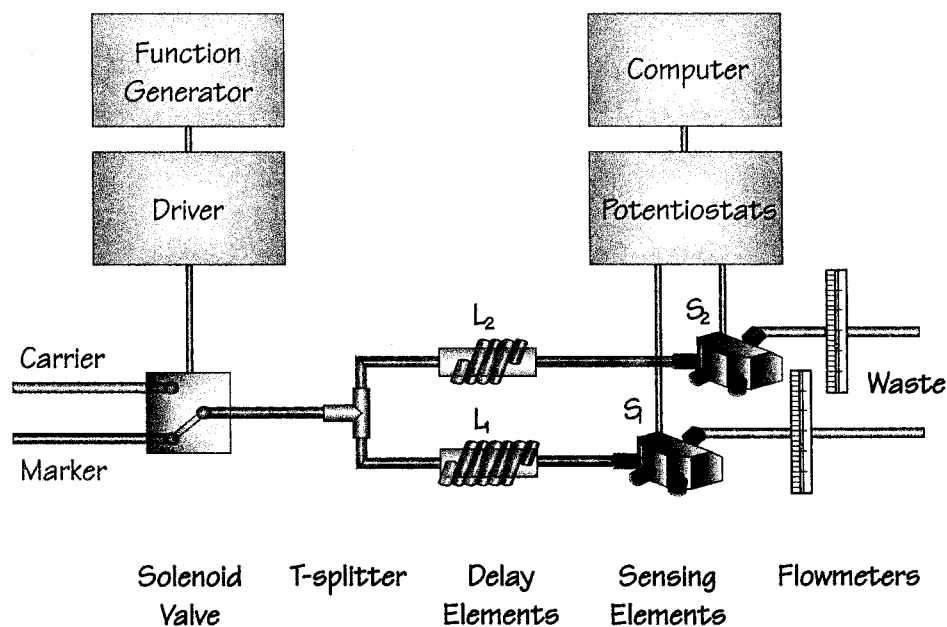 Function
Generator
Computer
Driver
Potentiostats
L2
S2
Carrier
Waste
L1
S1
Marker
Solenoid
Valve
T-splitter
Delay
Elements
Sensing
Elements
Flowmeters